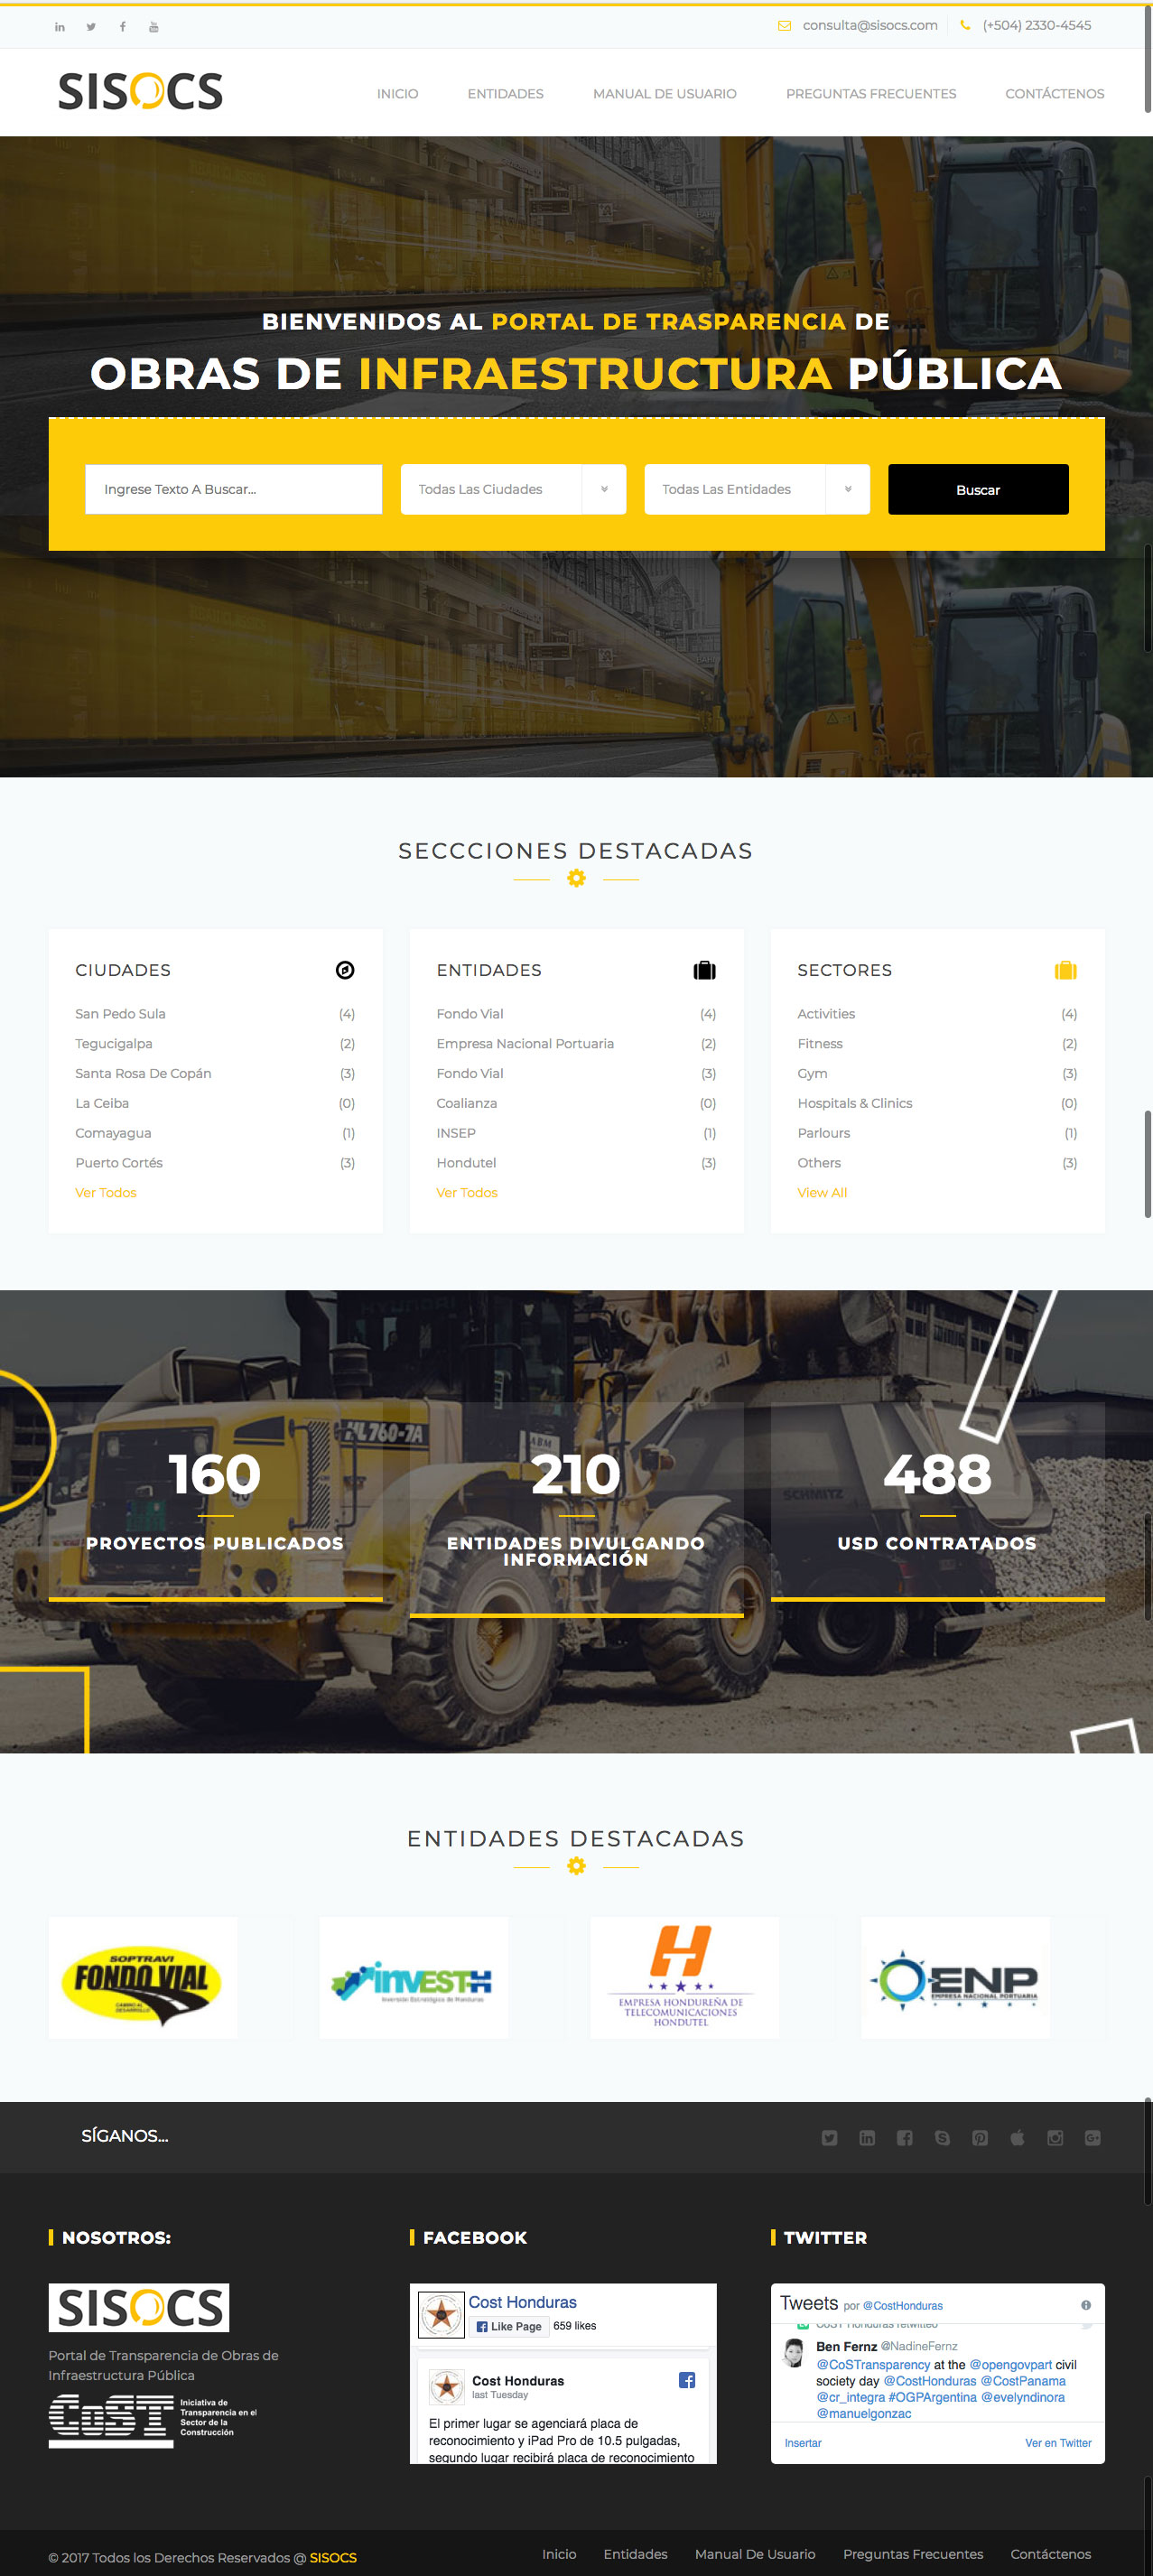 consulta@sisocs.com (+504) 2330-4545
SISOCS
INICIO ENTIDADES MANUAL DE USUARIO PREGUNTAS FRECUENTES CONTÁCTENOS
BIENVENIDOS AL PORTAL DE TRASPARENCIA DE
OBRAS DE INFRAESTRUCTURA PÚBLICA
Ingrese Texto A Buscar... Todas Las Ciudades Todas Las Entidades Buscar
SECCCIONES DESTACADAS
CIUDADES
San Pedo Sula (4)
Tegucigalpa (2)
Santa Rosa De Copán (3)
La Ceiba (0)
Comayagua (1)
Puerto Cortés (3)
Ver Todos
ENTIDADES
Fondo Vial (4)
Empresa Nacional Portuaria (2)
Fondo Vial (3)
Coalianza (0)
INSEP (1)
Hondutel (3)
Ver Todos
SECTORES
Activities (4)
Fitness (2)
Gym (3)
Hospitals & Clinics (0)
Parlours (1)
Others (3)
View All
HYUNDAI
HL760-7A
SCHMITZ
160
PROYECTOS PUBLICADOS
210
ENTIDADES DIVULGANDO
INFORMACIÓN
488
USD CONTRATADOS
ENTIDADES DESTACADAS
SOPTRAVI
FONDO VIAL
CAMINO AL
DESARROLLO
INVEST-H
Inversión Estratégica de Honduras
H
EMPRESA HONDUREÑA DE
TELECOMUNICACIONES
HONDUTEL
ENP
EMPRESA NACIONAL PORTUARIA
SÍGANOS...
NOSOTROS:
SISOCS
Portal de Transparencia de Obras de
Infraestructura Pública
CoST
Iniciativa de
Transparencia en el
Sector de la
Construcción
FACEBOOK
Cost Honduras
Like Page 659 likes
Cost Honduras
last Tuesday
El primer lugar se agenciará placa de
reconocimiento y iPad Pro de 10.5 pulgadas,
segundo lugar recibirá placa de reconocimiento
TWITTER
Tweets por @CostHonduras
CoST Honduras retwitteó
Ben Fernz @NadineFernz
@CoSTransparency at the @opengovpart civil
society day @CostHonduras @CostPanama
@cr_integra #OGPArgentina @evelyndinora
@manuelgonzac
Insertar Ver en Twitter
© 2017 Todos los Derechos Reservados @ SISOCS
Inicio Entidades Manual De Usuario Preguntas Frecuentes Contáctenos